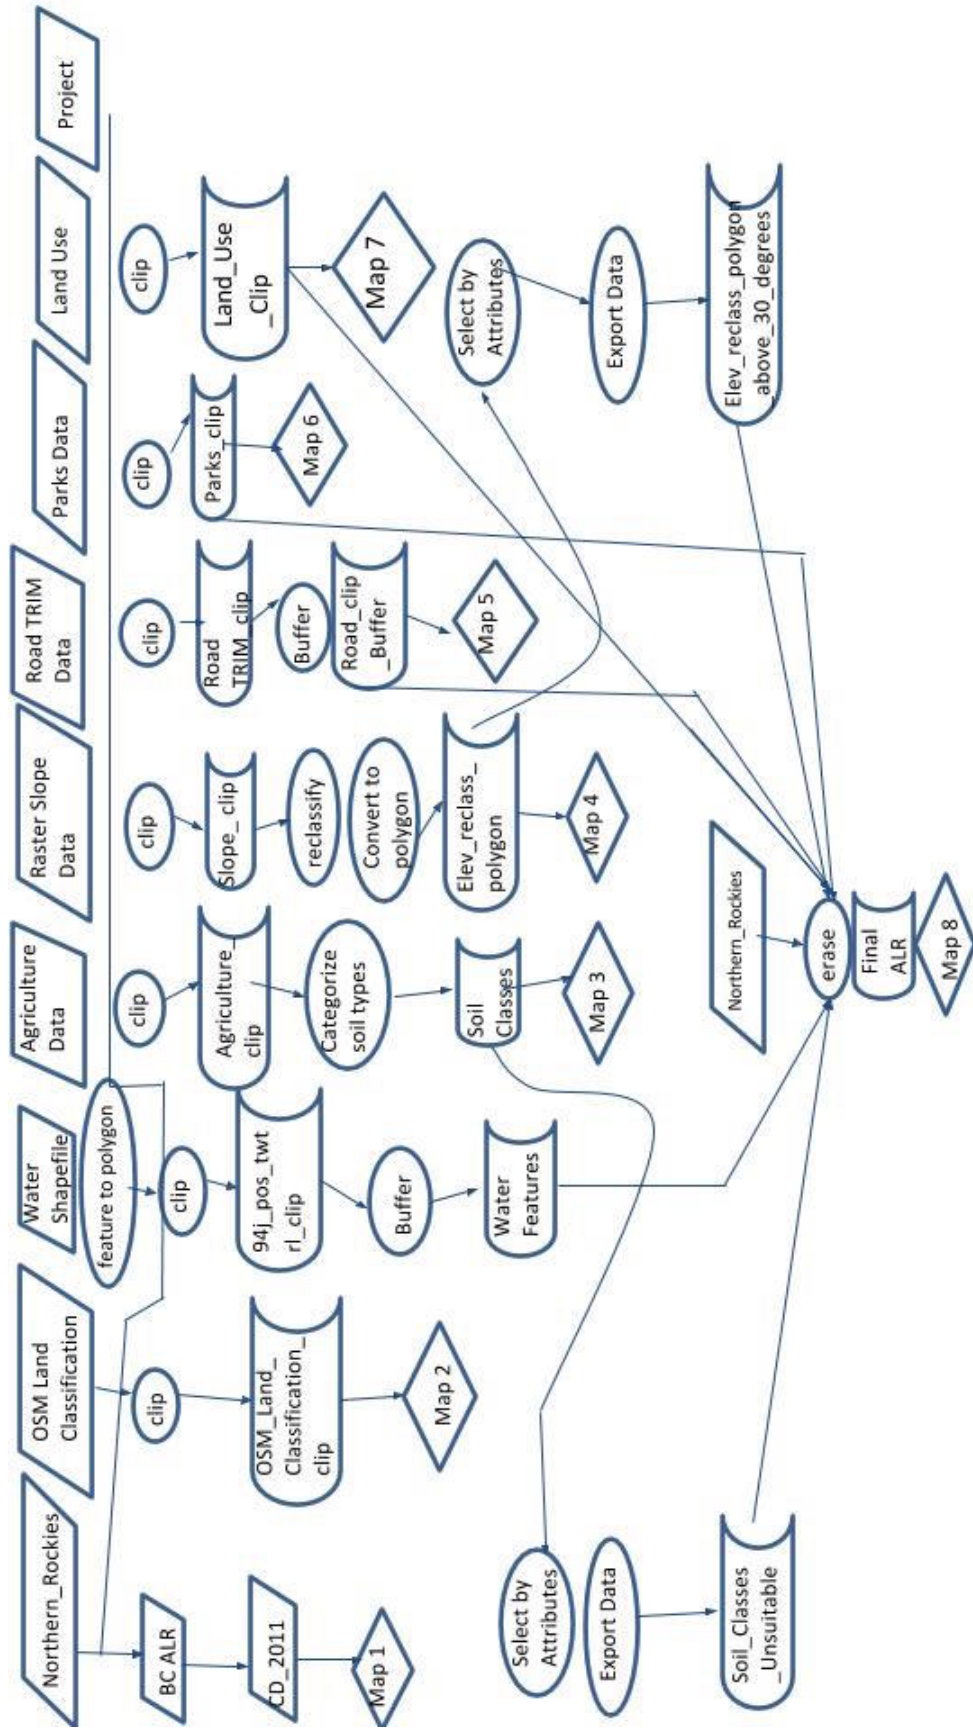 Northern_Rockies
OSM Land
Classification
Water
Shapefile
Agriculture
Data
Raster Slope
Data
Road TRIM
Data
Parks Data
Land Use
Project
feature to polygon
BC ALR
CD_2011
Map 1
clip
OSM_Land_
Classification_
clip
Map 2
clip
94j_pos_twt
rl_clip
Buffer
Water
Features
clip
Agriculture_
clip
Categorize
soil types
Soil
Classes
Map 3
clip
Slope_ clip
reclassify
Convert to
polygon
Elev_reclass_
polygon
Map 4
clip
Road
TRIM_clip
Buffer
Road_clip
_Buffer
Map 5
clip
Parks_clip
Map 6
clip
Land_Use
_Clip
Map 7
Select by
Attributes
Export Data
Elev_reclass_polygon
_above_30_degrees
Select by
Attributes
Export Data
Soil_Classes
_Unsuitable
Northern_Rockies
erase
Final
ALR
Map 8